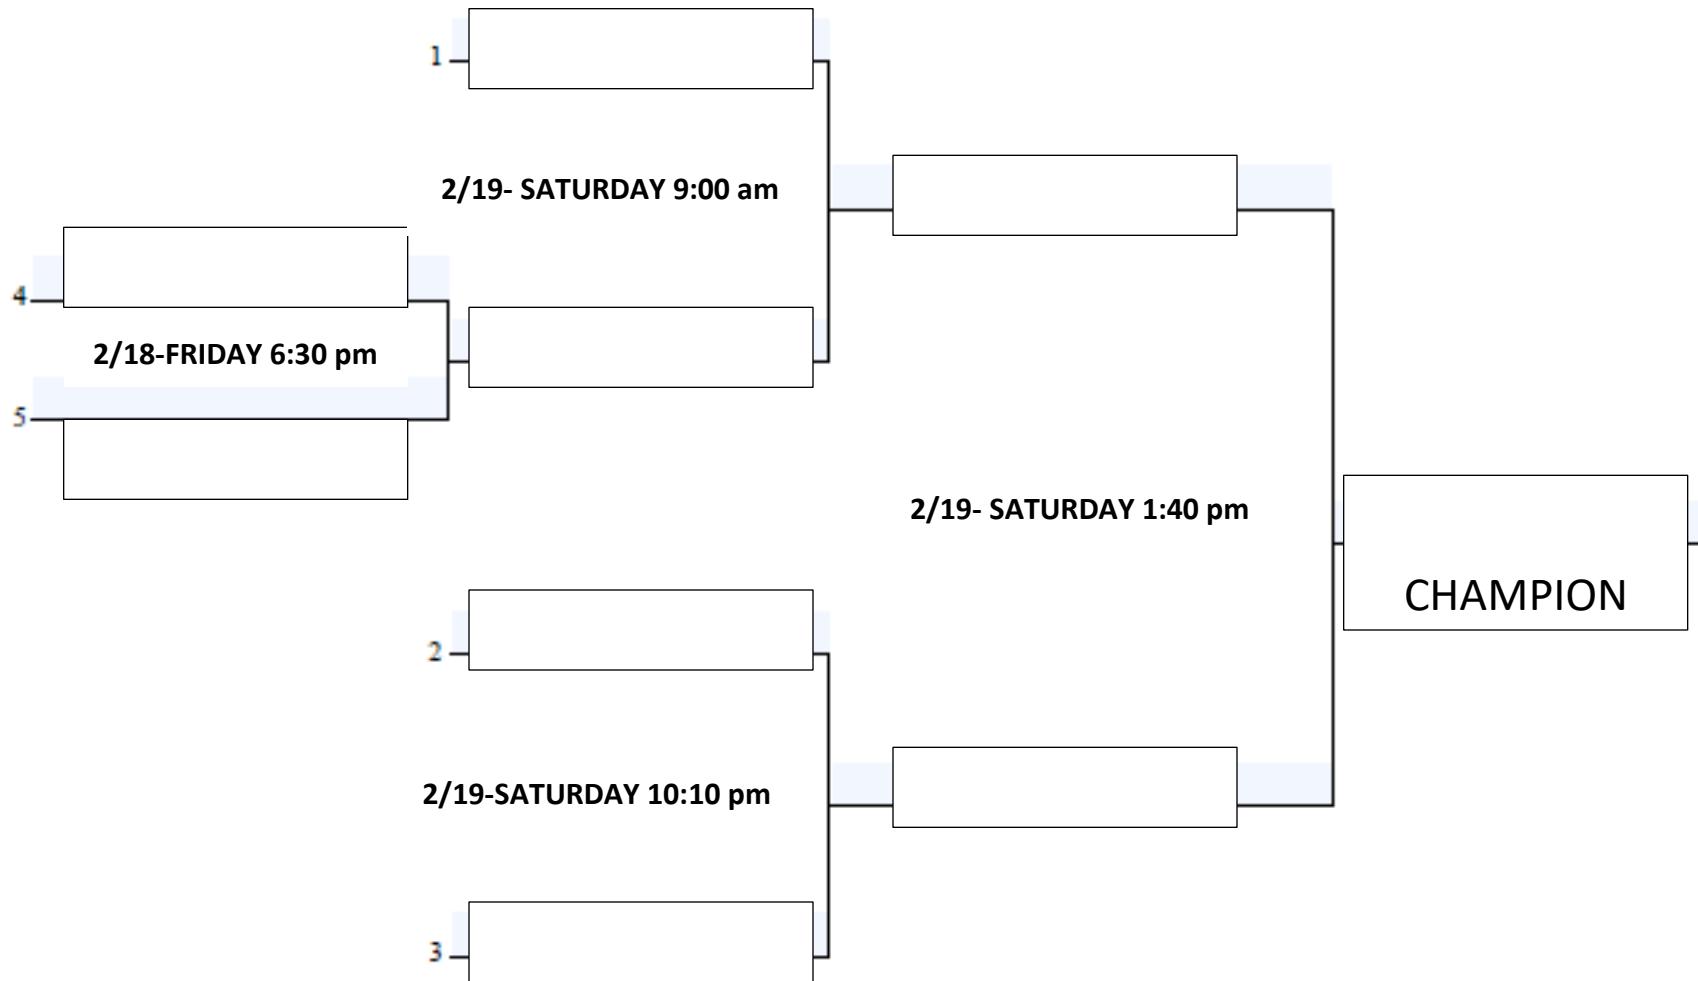 1
2/19- SATURDAY 9:00 am
4
2/18-FRIDAY 6:30 pm
5
2/19- SATURDAY 1:40 pm
CHAMPION
2
2/19-SATURDAY 10:10 pm
3